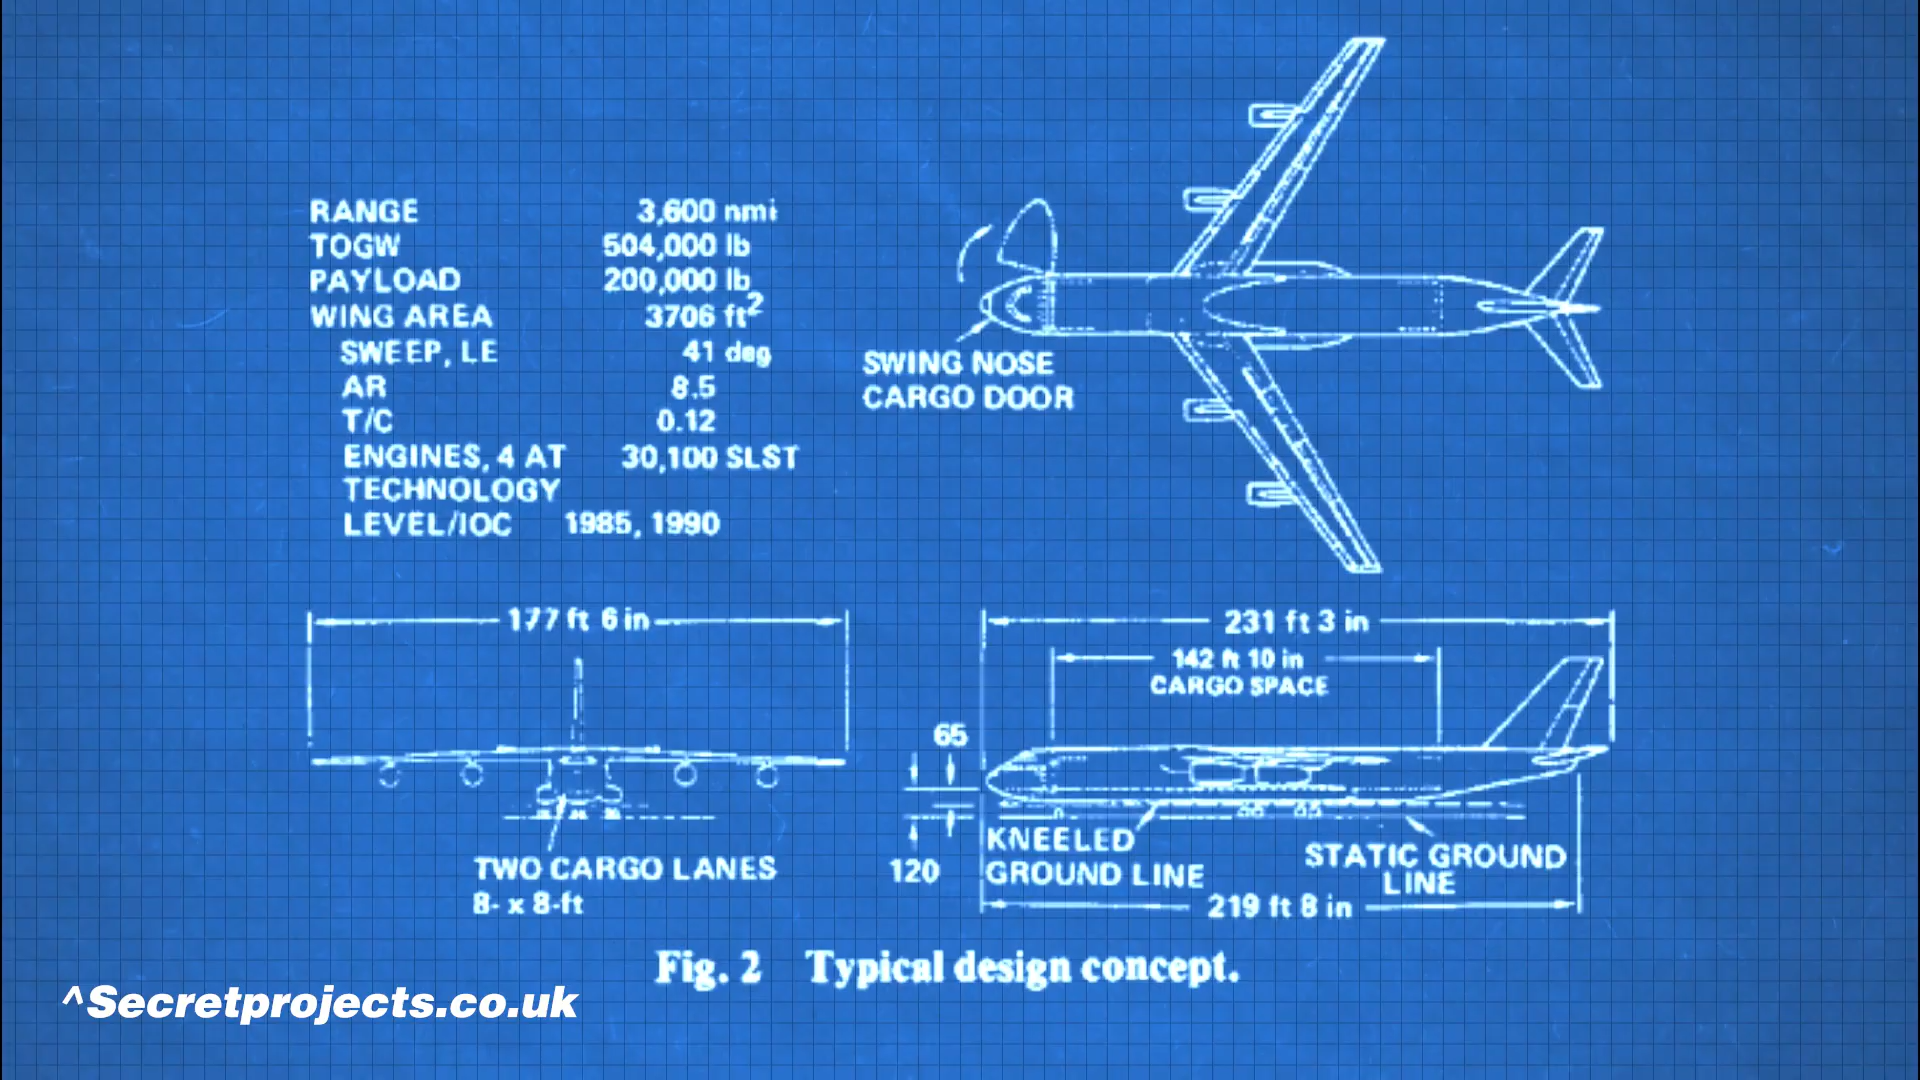 RANGE 3,600 nmi
TOGW 504,000 lb
PAYLOAD 200,000 lb
WING AREA 3706 ft²
SWEEP, LE 41 deg
AR 8.5
T/C 0.12
ENGINES, 4 AT 30,100 SLST
TECHNOLOGY
LEVEL/IOC 1985, 1990
SWING NOSE
CARGO DOOR
177 ft 6 in
TWO CARGO LANES
8- x 8-ft
231 ft 3 in
142 ft 10 in
CARGO SPACE
65
120
KNEELED
GROUND LINE
STATIC GROUND
LINE
219 ft 8 in
Fig. 2 Typical design concept.
^Secretprojects.co.uk